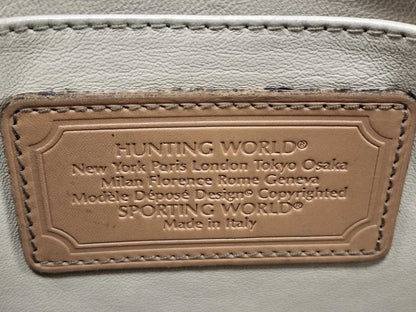 HUNTING WORLD®
New York Paris London Tokyo Osaka
Milan Florence Rome Geneva
Modèle Déposé Design® Copyrighted
SPORTING WORLD®
Made in Italy